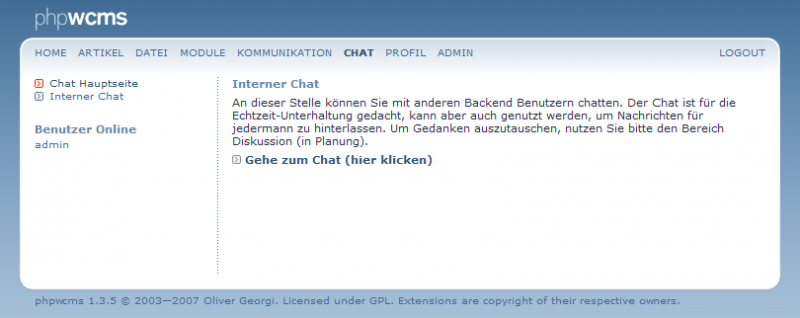 phpwcms
HOME ARTIKEL DATEI MODULE KOMMUNIKATION CHAT PROFIL ADMIN LOGOUT
Chat Hauptseite
Interner Chat
Benutzer Online
admin
Interner Chat
An dieser Stelle können Sie mit anderen Backend Benutzern chatten. Der Chat ist für die
Echtzeit-Unterhaltung gedacht, kann aber auch genutzt werden, um Nachrichten für
jedermann zu hinterlassen. Um Gedanken auszutauschen, nutzen Sie bitte den Bereich
Diskussion (in Planung).
Gehe zum Chat (hier klicken)
phpwcms 1.3.5 © 2003—2007 Oliver Georgi. Licensed under GPL. Extensions are copyright of their respective owners.